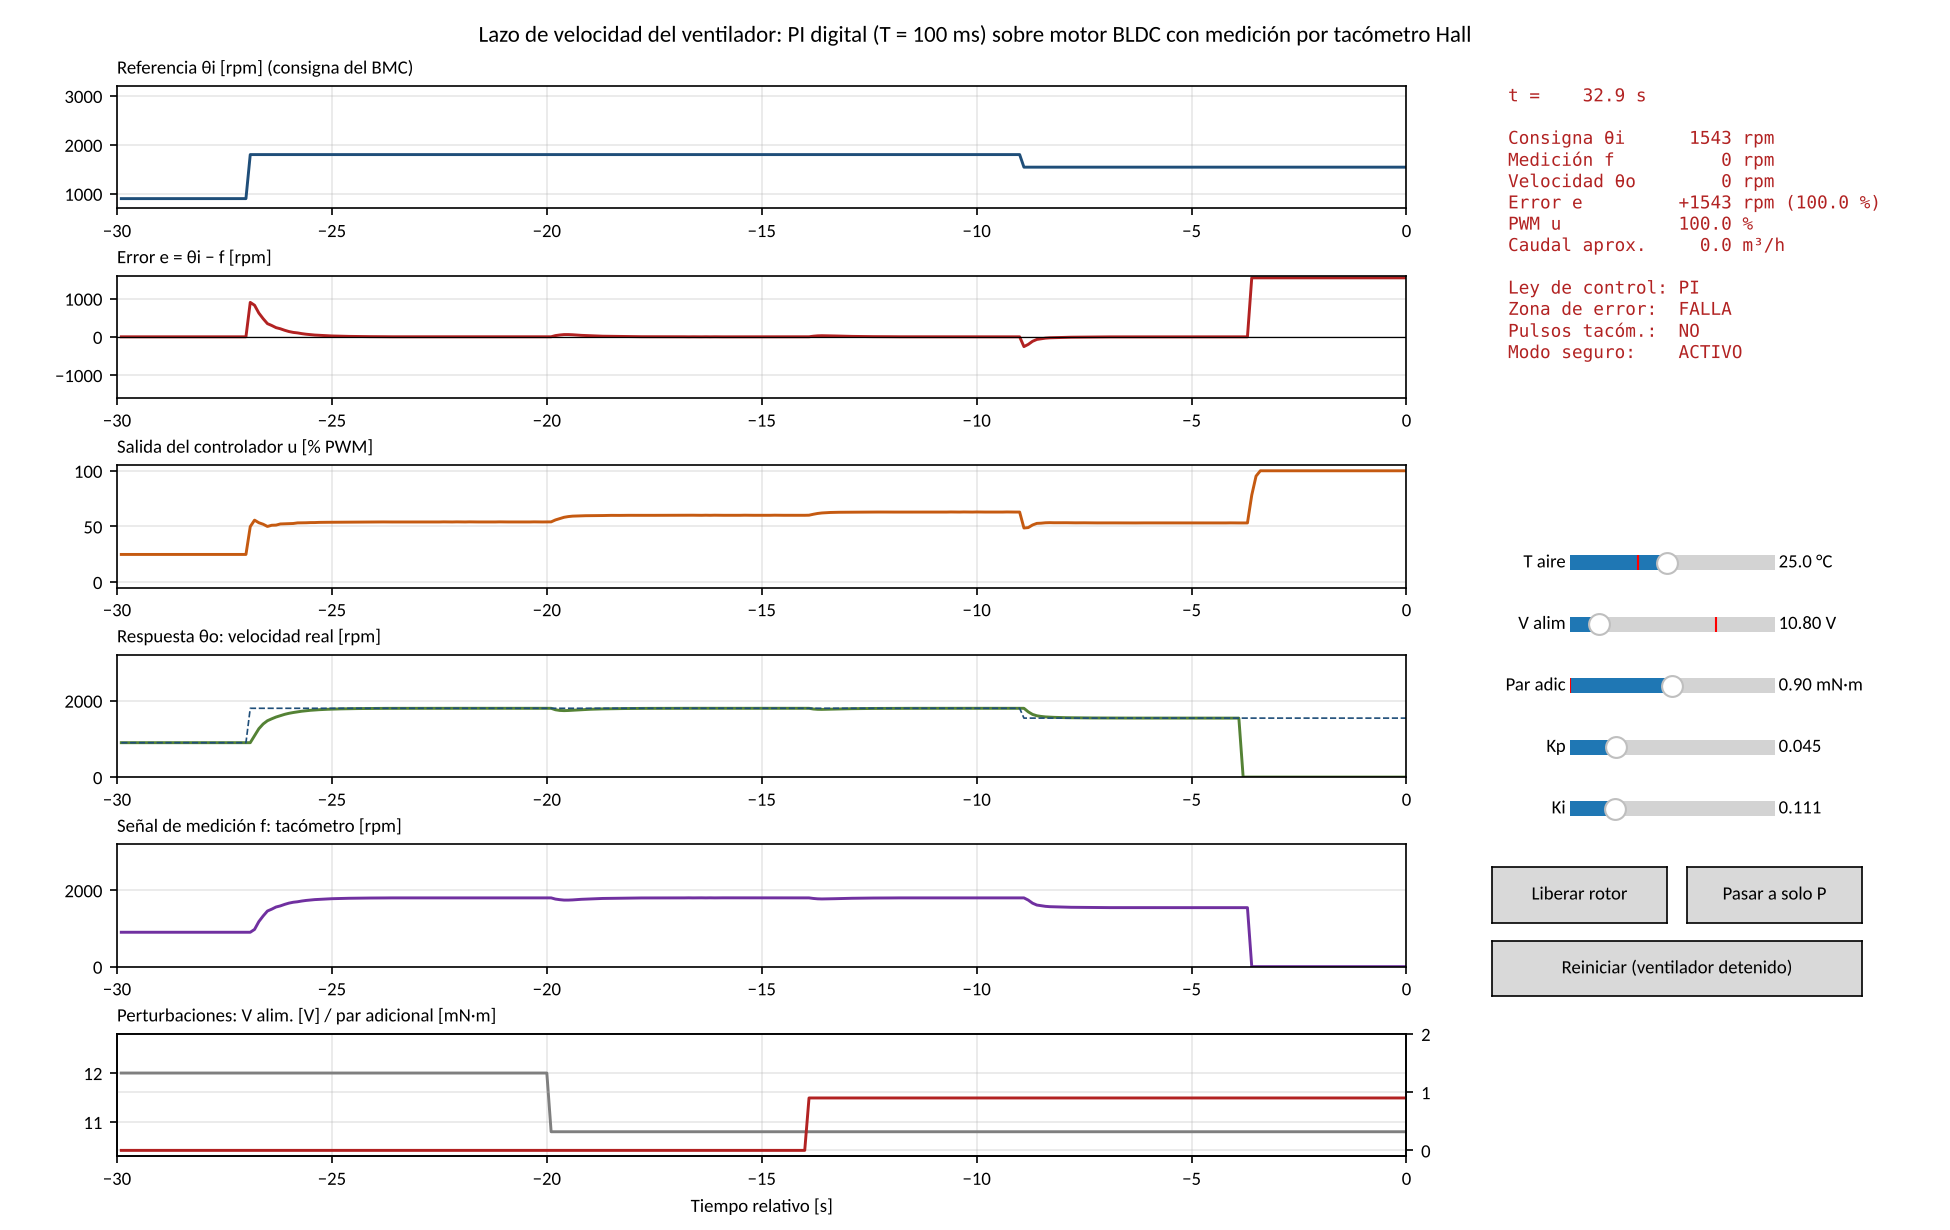 Lazo de velocidad del ventilador: PI digital (T = 100 ms) sobre motor BLDC con medición por tacómetro Hall
Referencia θi [rpm] (consigna del BMC)
3000
2000
1000
−30 −25 −20 −15 −10 −5 0
Error e = θi − f [rpm]
1000
0
−1000
−30 −25 −20 −15 −10 −5 0
Salida del controlador u [% PWM]
100
50
0
−30 −25 −20 −15 −10 −5 0
Respuesta θo: velocidad real [rpm]
2000
0
−30 −25 −20 −15 −10 −5 0
Señal de medición f: tacómetro [rpm]
2000
0
−30 −25 −20 −15 −10 −5 0
Perturbaciones: V alim. [V] / par adicional [mN·m]
12
11
2
1
0
−30 −25 −20 −15 −10 −5 0
Tiempo relativo [s]
t = 32.9 s
Consigna θi 1543 rpm
Medición f 0 rpm
Velocidad θo 0 rpm
Error e +1543 rpm (100.0 %)
PWM u 100.0 %
Caudal aprox. 0.0 m³/h
Ley de control: PI
Zona de error: FALLA
Pulsos tacóm.: NO
Modo seguro: ACTIVO
T aire 25.0 °C
V alim 10.80 V
Par adic 0.90 mN·m
Kp 0.045
Ki 0.111
Liberar rotor
Pasar a solo P
Reiniciar (ventilador detenido)